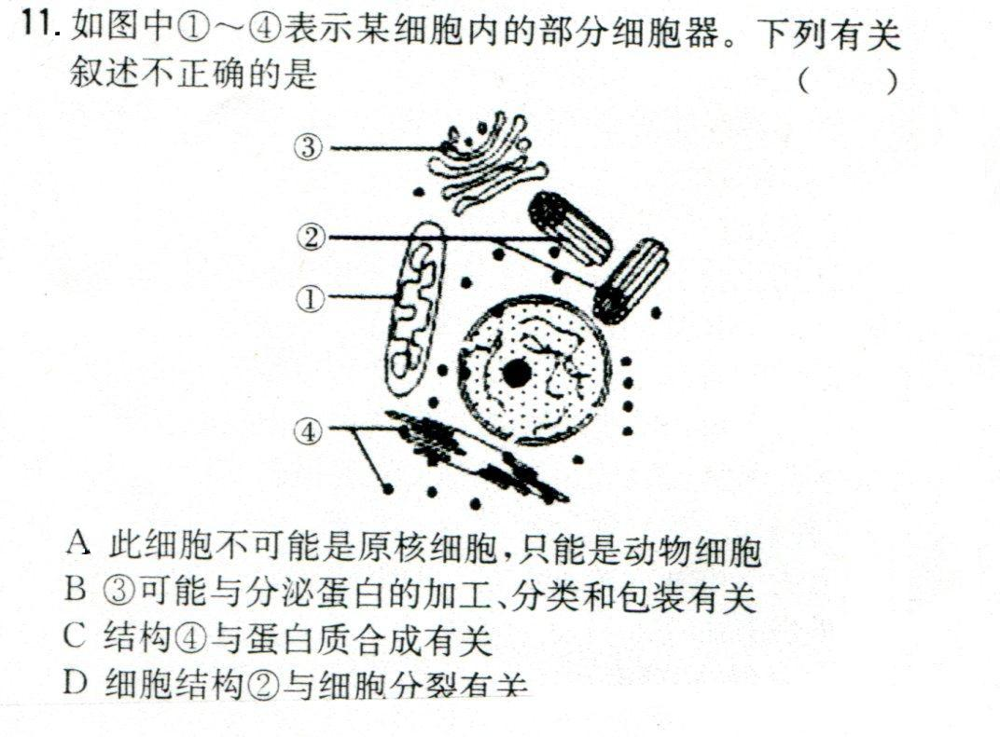 11. 如图中①～④表示某细胞内的部分细胞器。下列有关
叙述不正确的是 (　　)
③
②
①
④
A 此细胞不可能是原核细胞,只能是动物细胞
B ③可能与分泌蛋白的加工、分类和包装有关
C 结构④与蛋白质合成有关
D 细胞结构②与细胞分裂有关